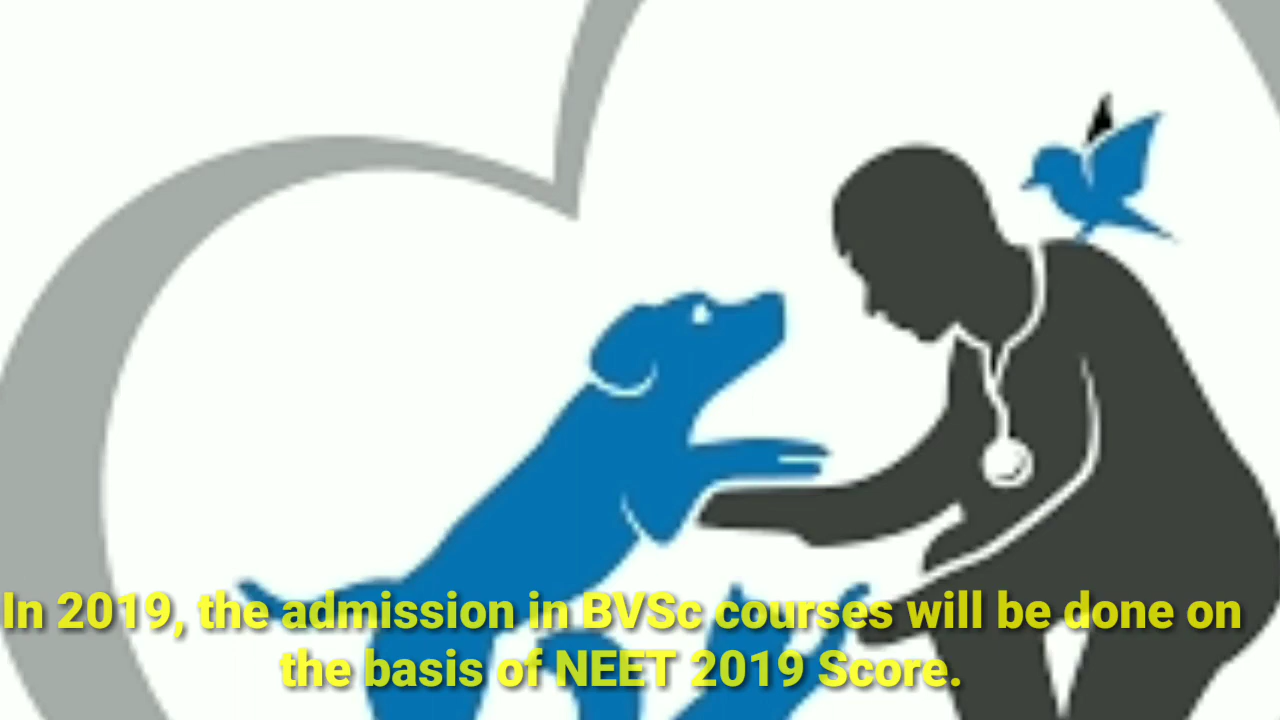 In 2019, the admission in BVSc courses will be done on
the basis of NEET 2019 Score.